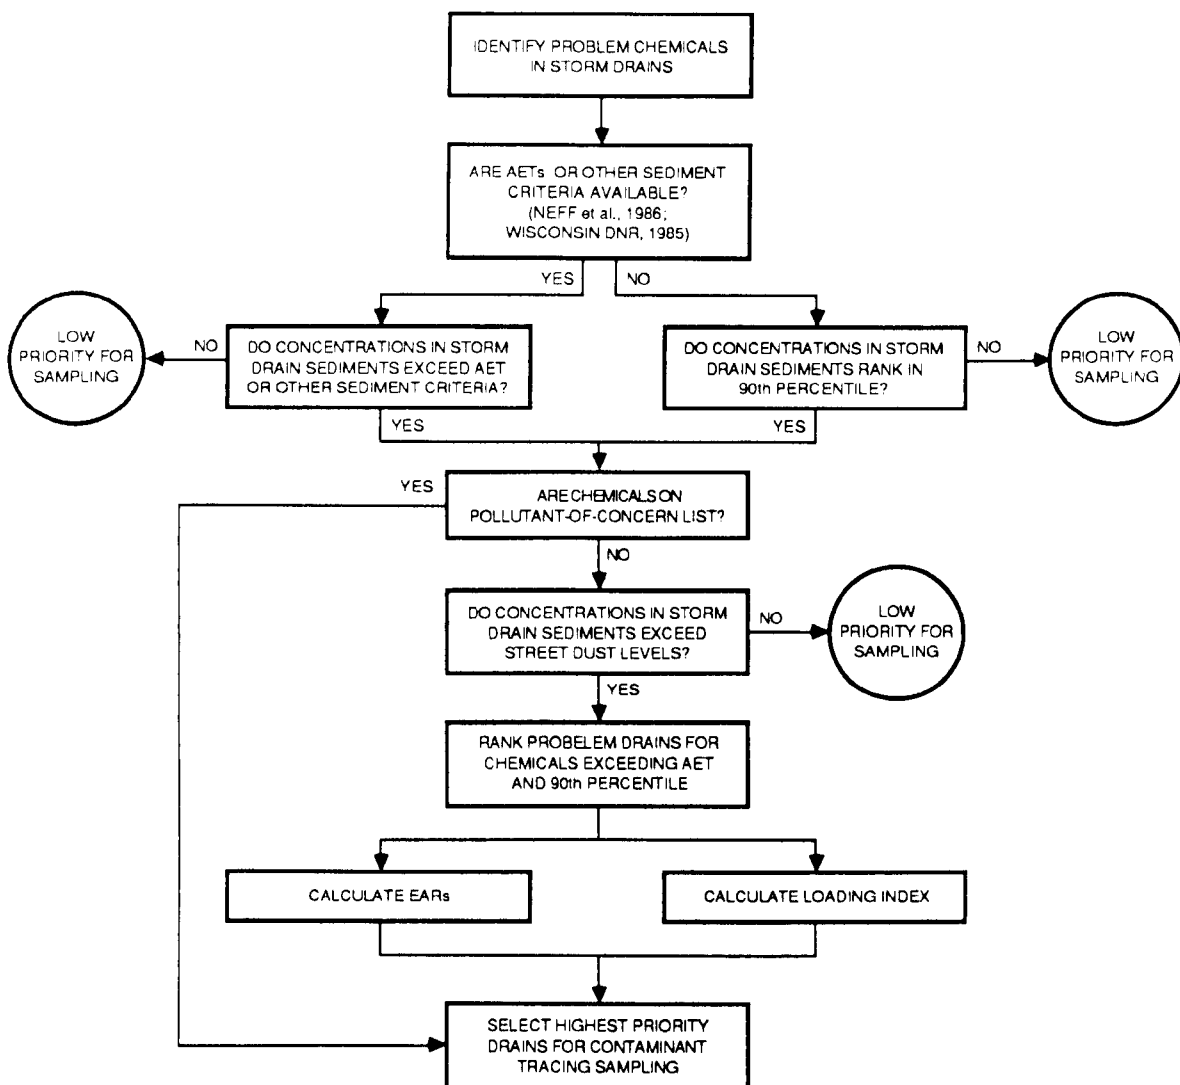 IDENTIFY PROBLEM CHEMICALS
IN STORM DRAINS
ARE AETs OR OTHER SEDIMENT
CRITERIA AVAILABLE?
(NEFF et al., 1986;
WISCONSIN DNR, 1985)
YES
NO
LOW
PRIORITY FOR
SAMPLING
NO
DO CONCENTRATIONS IN STORM
DRAIN SEDIMENTS EXCEED AET
OR OTHER SEDIMENT CRITERIA?
DO CONCENTRATIONS IN STORM
DRAIN SEDIMENTS RANK IN
90th PERCENTILE?
NO
LOW
PRIORITY FOR
SAMPLING
YES
YES
YES
ARE CHEMICALS ON
POLLUTANT-OF-CONCERN LIST?
NO
DO CONCENTRATIONS IN STORM
DRAIN SEDIMENTS EXCEED
STREET DUST LEVELS?
NO
LOW
PRIORITY FOR
SAMPLING
YES
RANK PROBELEM DRAINS FOR
CHEMICALS EXCEEDING AET
AND 90th PERCENTILE
CALCULATE EARs
CALCULATE LOADING INDEX
SELECT HIGHEST PRIORITY
DRAINS FOR CONTAMINANT
TRACING SAMPLING